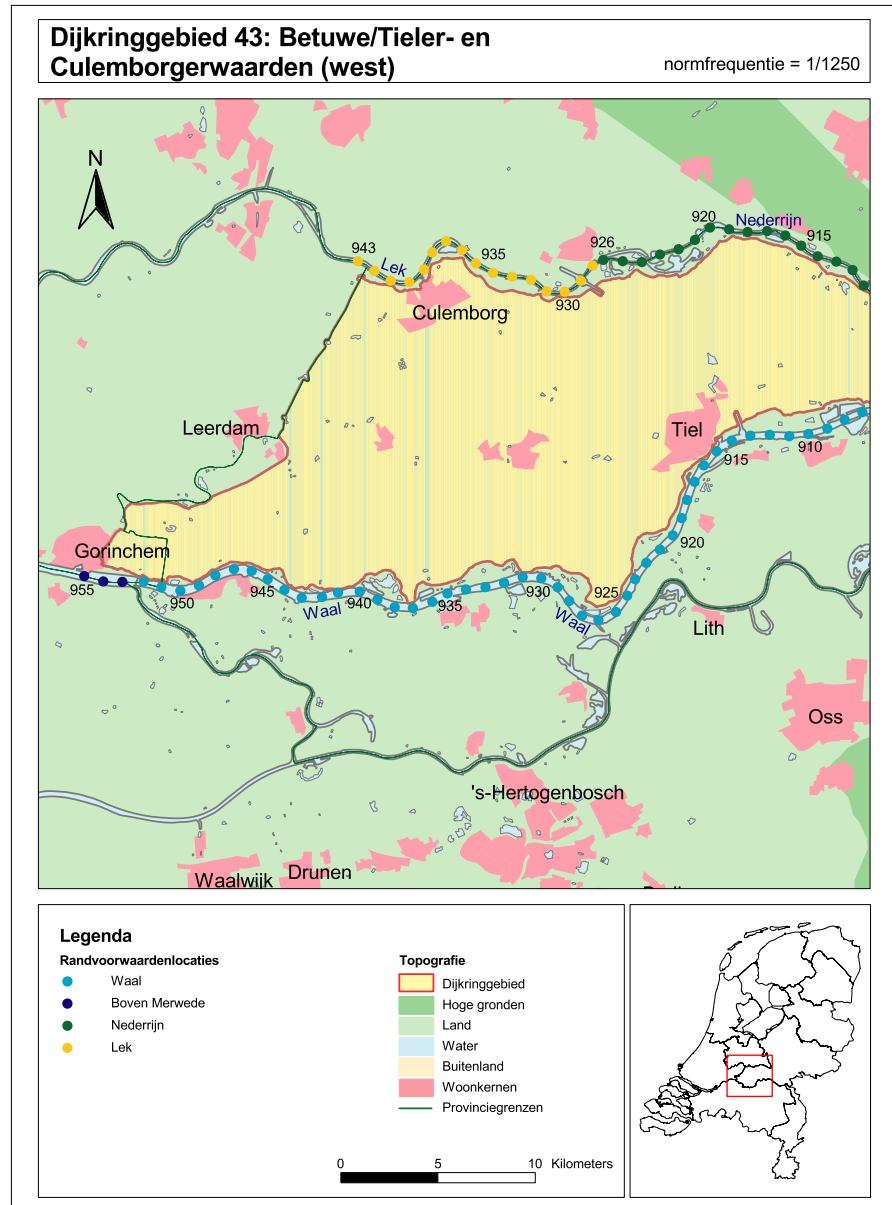 Dijkringgebied 43: Betuwe/Tieler- en
Culemborgerwaarden (west)
normfrequentie = 1/1250
N
920
Nederrijn
915
926
943
Lek
935
930
Culemborg
Leerdam
Tiel
915
910
920
Gorinchem
955
950
945
Waal
940
935
930
925
Waal
Lith
Oss
's-Hertogenbosch
Waalwijk
Drunen
Legenda
Randvoorwaardenlocaties
Waal
Boven Merwede
Nederrijn
Lek
Topografie
Dijkringgebied
Hoge gronden
Land
Water
Buitenland
Woonkernen
Provinciegrenzen
0
5
10
Kilometers